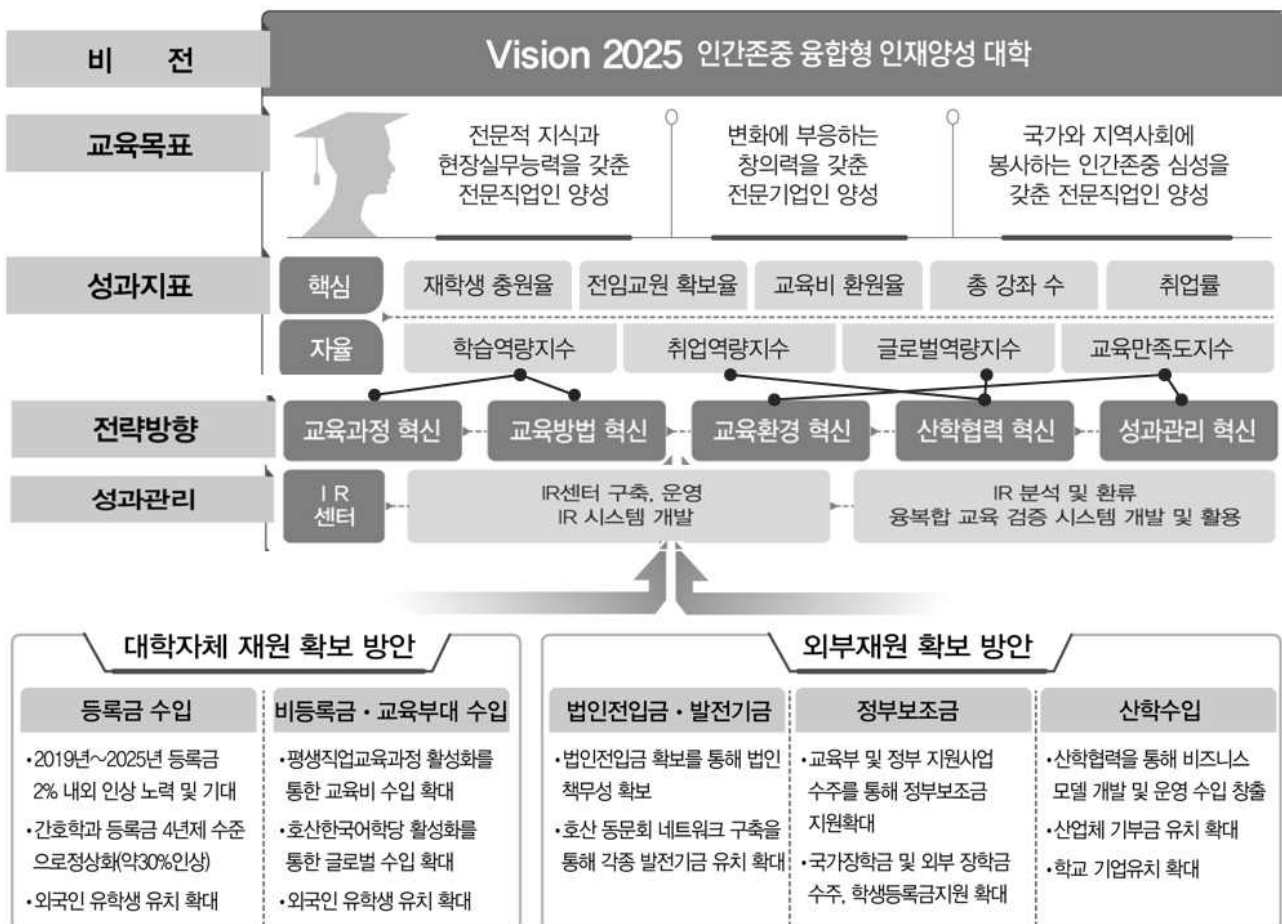 비 전
Vision 2025 인간존중 융합형 인재양성 대학
교육목표
전문적 지식과
현장실무능력을 갖춘
전문직업인 양성
변화에 부응하는
창의력을 갖춘
전문기업인 양성
국가와 지역사회에
봉사하는 인간존중 심성을
갖춘 전문직업인 양성
성과지표
핵심
재학생 충원율
전임교원 확보율
교육비 환원율
총 강좌 수
취업률
자율
학습역량지수
취업역량지수
글로벌역량지수
교육만족도지수
전략방향
교육과정 혁신
교육방법 혁신
교육환경 혁신
산학협력 혁신
성과관리 혁신
성과관리
I R
센터
IR센터 구축, 운영
IR 시스템 개발
IR 분석 및 환류
융복합 교육 검증 시스템 개발 및 활용
대학자체 재원 확보 방안
등록금 수입
•2019년~2025년 등록금
2% 내외 인상 노력 및 기대
•간호학과 등록금 4년제 수준
으로정상화(약30%인상)
•외국인 유학생 유치 확대
비등록금・교육부대 수입
•평생직업교육과정 활성화를
통한 교육비 수입 확대
•호산한국어학당 활성화를
통한 글로벌 수입 확대
•외국인 유학생 유치 확대
외부재원 확보 방안
법인전입금・발전기금
•법인전입금 확보를 통해 법인
책무성 확보
•호산 동문회 네트워크 구축을
통해 각종 발전기금 유치 확대
정부보조금
•교육부 및 정부 지원사업
수주를 통해 정부보조금
지원확대
•국가장학금 및 외부 장학금
수주, 학생등록금지원 확대
산학수입
•산학협력을 통해 비즈니스
모델 개발 및 운영 수입 창출
•산업체 기부금 유치 확대
•학교 기업유치 확대